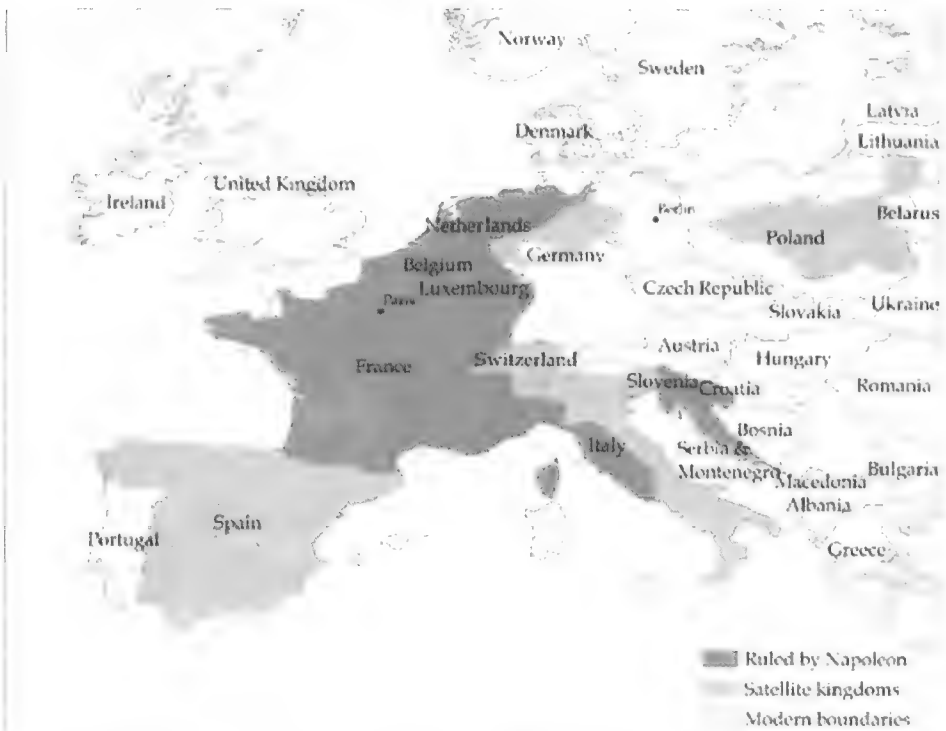 Norway
Sweden
Latvia
Denmark
Lithuania
United Kingdom
Ireland
Berlin
Belarus
Netherlands
Poland
Germany
Belgium
Luxembourg
Czech Republic
Paris
Slovakia
Ukraine
Austria
Switzerland
Hungary
France
Slovenia
Croatia
Romania
Bosnia
Italy
Serbia &
Montenegro
Bulgaria
Macedonia
Albania
Spain
Portugal
Greece
Ruled by Napoleon
Satellite kingdoms
Modern boundaries